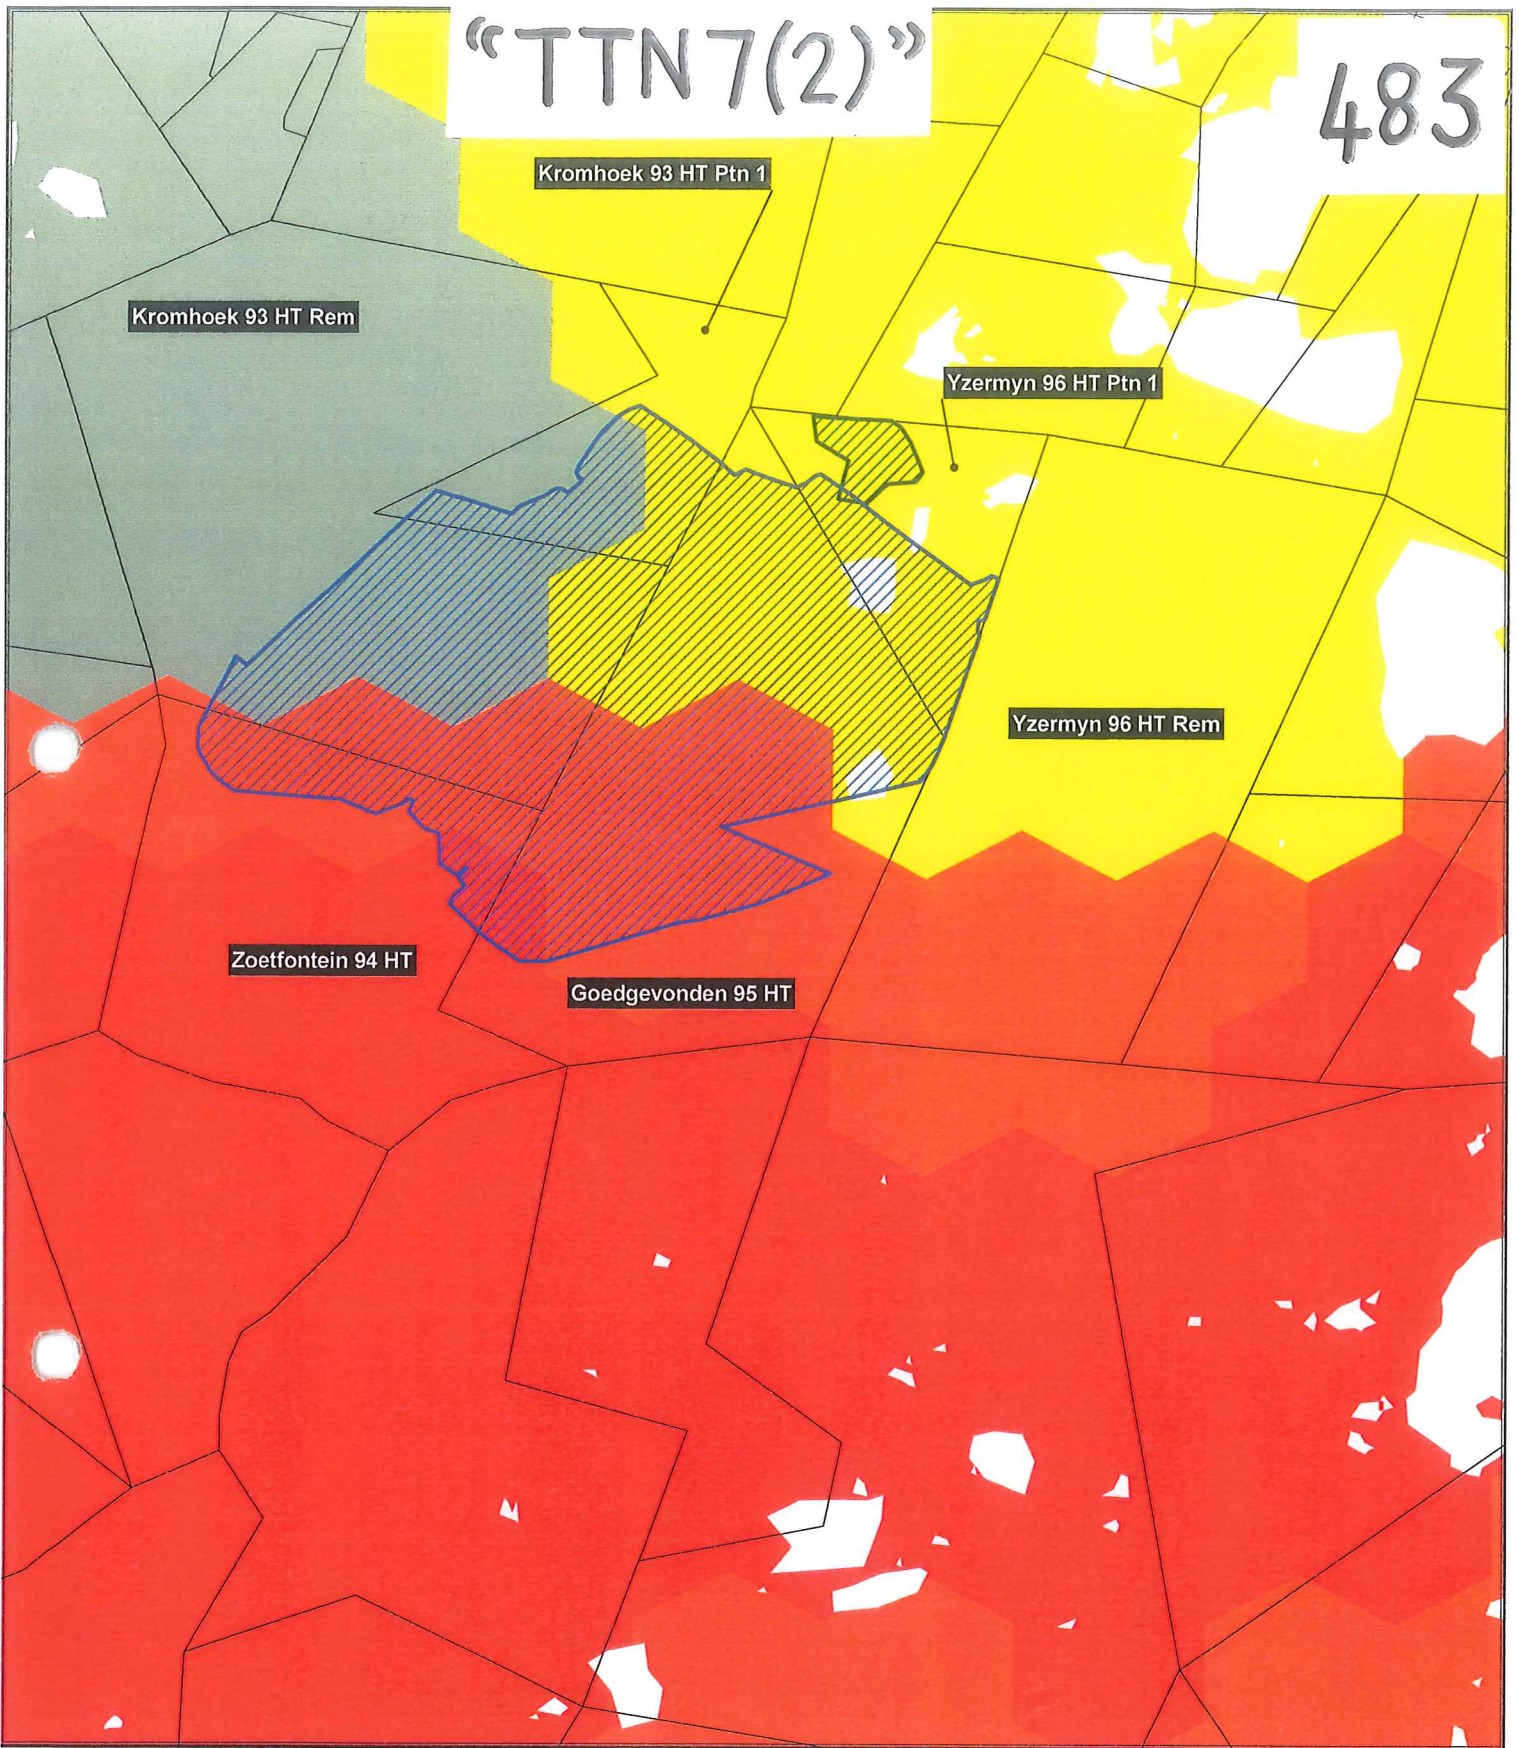 “TTN7(2)”
483
Kromhoek 93 HT Ptn 1
Kromhoek 93 HT Rem
Yzermyn 96 HT Ptn 1
Yzermyn 96 HT Rem
Zoetfontein 94 HT
Goedgevonden 95 HT